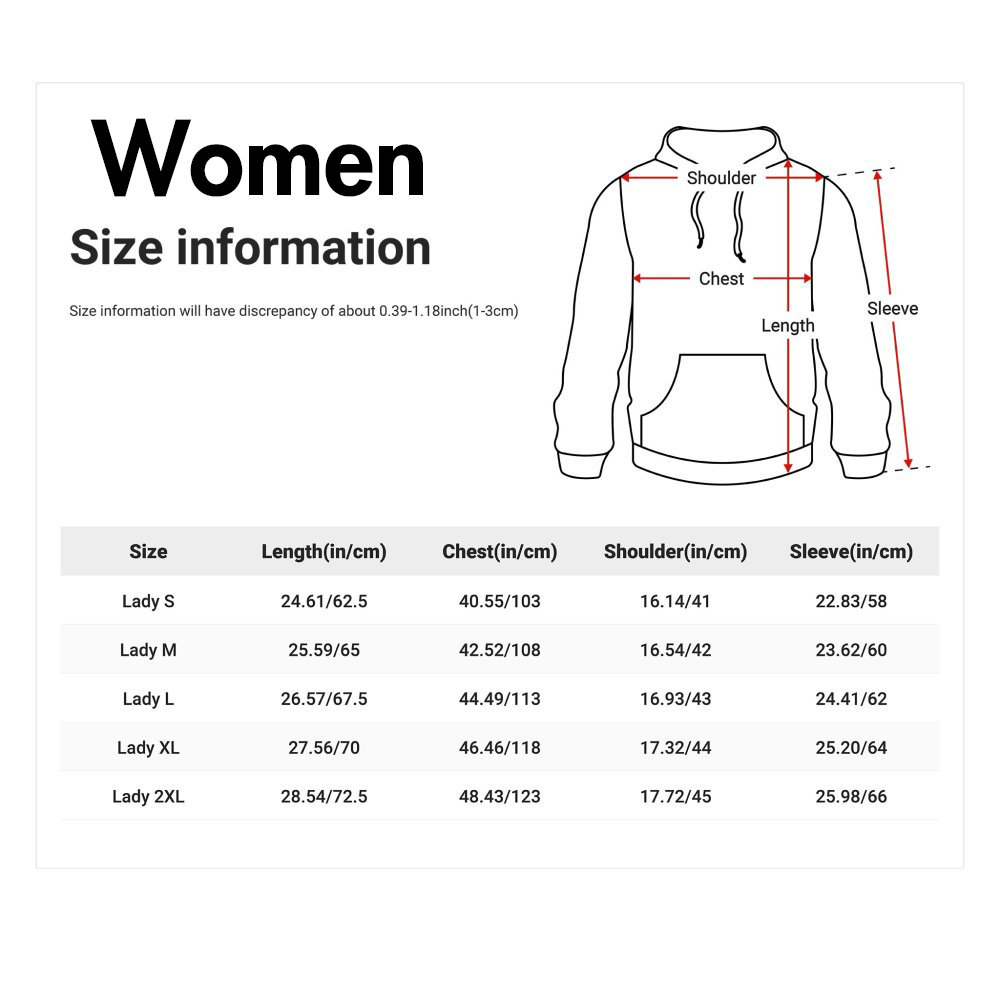 Women
Size information
Size information will have discrepancy of about 0.39-1.18inch(1-3cm)
Shoulder
Chest
Length
Sleeve
Size Length(in/cm) Chest(in/cm) Shoulder(in/cm) Sleeve(in/cm)
Lady S 24.61/62.5 40.55/103 16.14/41 22.83/58
Lady M 25.59/65 42.52/108 16.54/42 23.62/60
Lady L 26.57/67.5 44.49/113 16.93/43 24.41/62
Lady XL 27.56/70 46.46/118 17.32/44 25.20/64
Lady 2XL 28.54/72.5 48.43/123 17.72/45 25.98/66